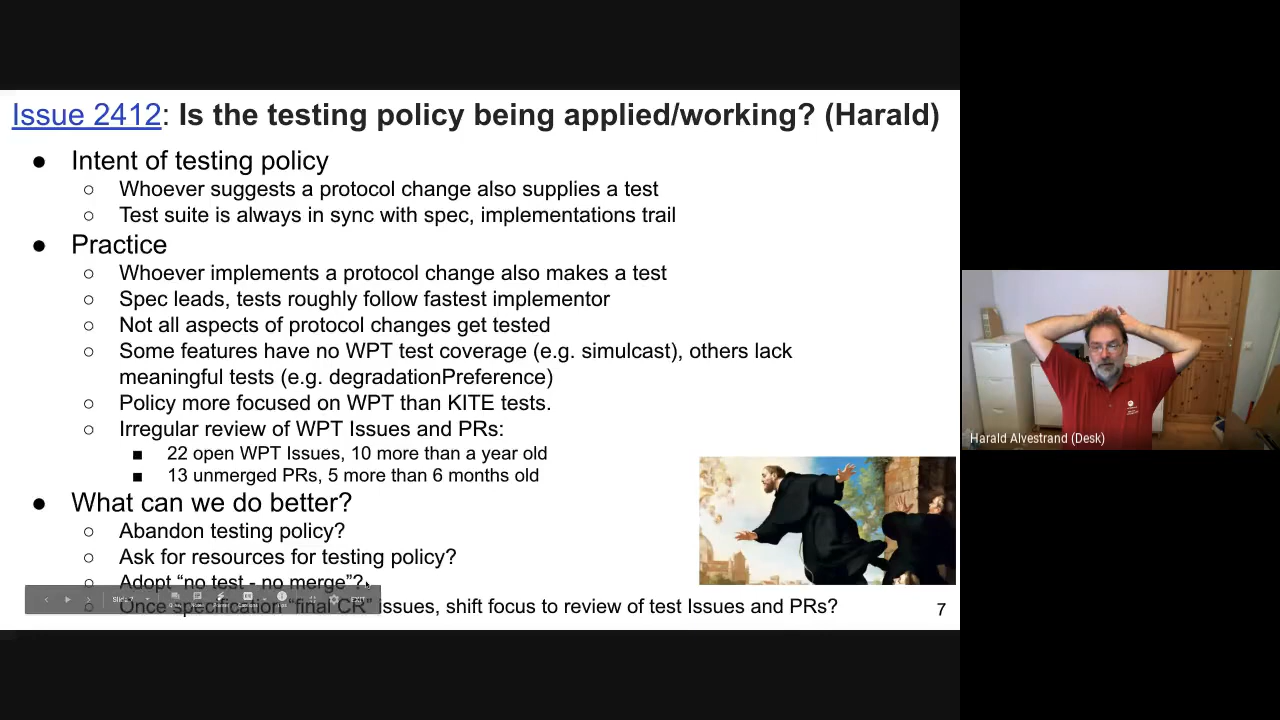 Issue 2412: Is the testing policy being applied/working? (Harald)
● Intent of testing policy
○ Whoever suggests a protocol change also supplies a test
○ Test suite is always in sync with spec, implementations trail
● Practice
○ Whoever implements a protocol change also makes a test
○ Spec leads, tests roughly follow fastest implementor
○ Not all aspects of protocol changes get tested
○ Some features have no WPT test coverage (e.g. simulcast), others lack
meaningful tests (e.g. degradationPreference)
○ Policy more focused on WPT than KITE tests.
○ Irregular review of WPT Issues and PRs:
■ 22 open WPT Issues, 10 more than a year old
■ 13 unmerged PRs, 5 more than 6 months old
● What can we do better?
○ Abandon testing policy?
○ Ask for resources for testing policy?
○ Adopt “no test - no merge”?
○ Once specification “final CR” issues, shift focus to review of test Issues and PRs?
7
Harald Alvestrand (Desk)